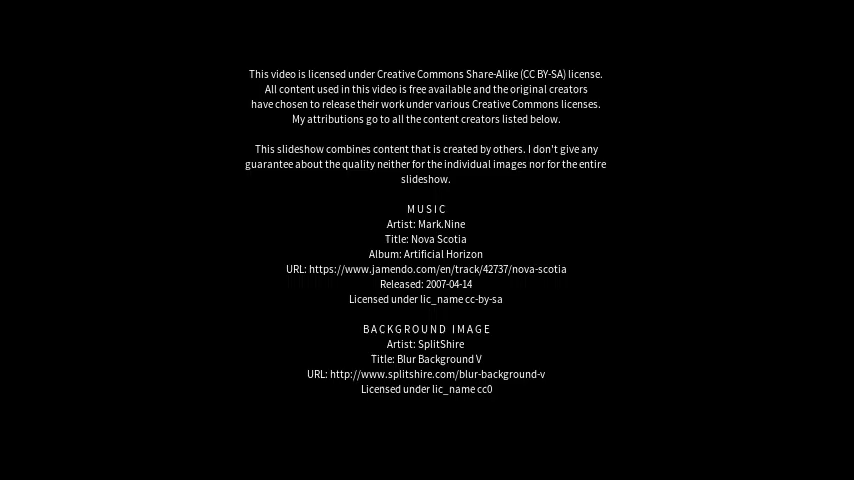 This video is licensed under Creative Commons Share-Alike (CC BY-SA) license.
All content used in this video is free available and the original creators
have chosen to release their work under various Creative Commons licenses.
My attributions go to all the content creators listed below.
This slideshow combines content that is created by others. I don't give any
guarantee about the quality neither for the individual images nor for the entire
slideshow.
MUSIC
Artist: Mark.Nine
Title: Nova Scotia
Album: Artificial Horizon
URL: https://www.jamendo.com/en/track/42737/nova-scotia
Released: 2007-04-14
Licensed under lic_name cc-by-sa
BACKGROUND IMAGE
Artist: SplitShire
Title: Blur Background V
URL: http://www.splitshire.com/blur-background-v
Licensed under lic_name cc0